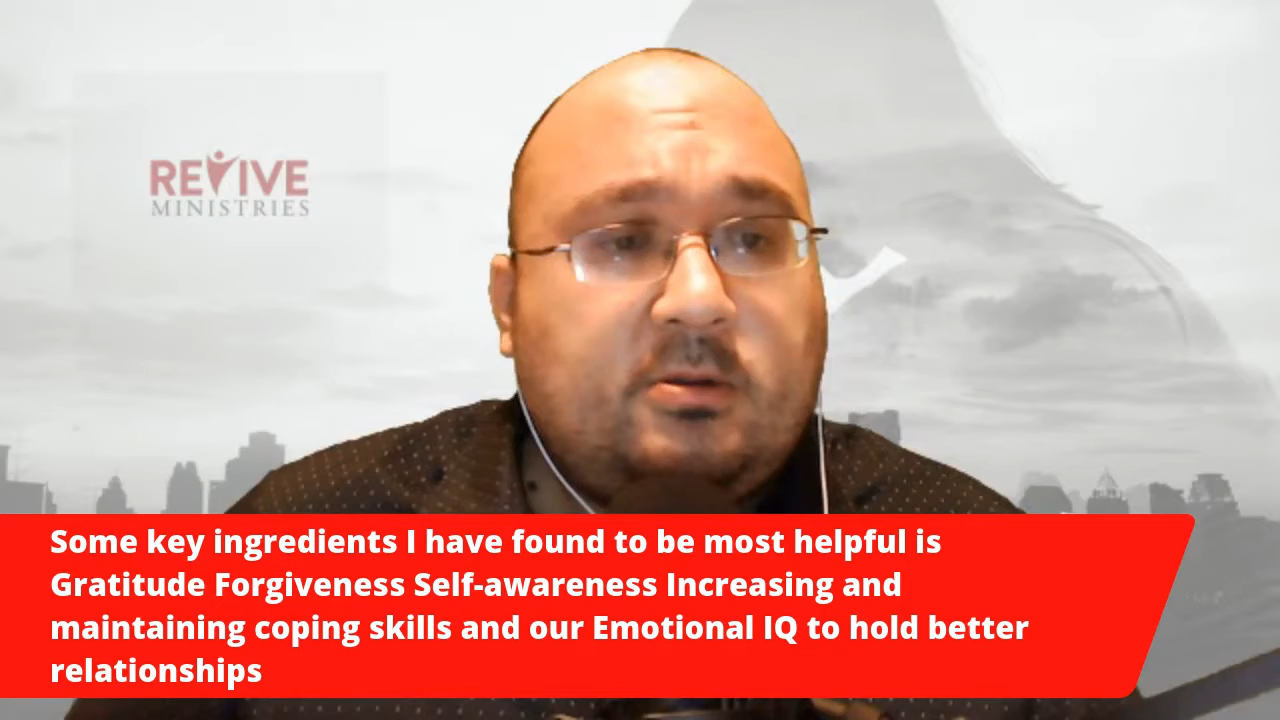 REVIVE
MINISTRIES
Some key ingredients I have found to be most helpful is
Gratitude Forgiveness Self-awareness Increasing and
maintaining coping skills and our Emotional IQ to hold better
relationships